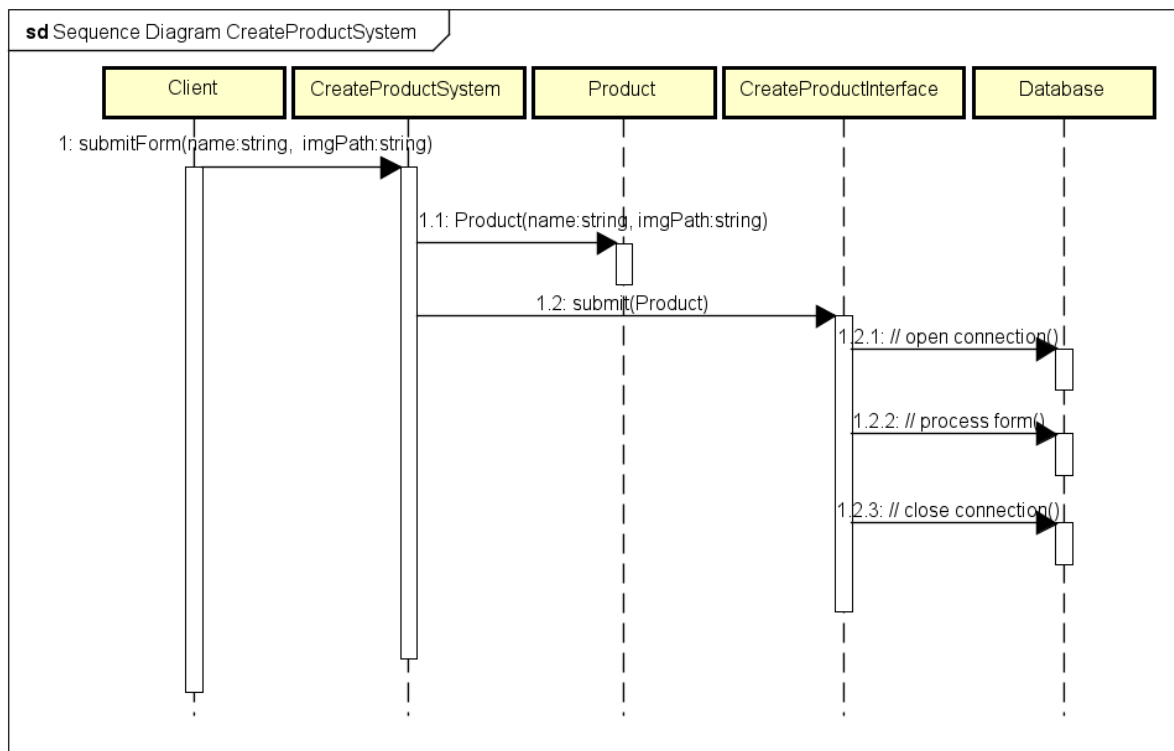 sd Sequence Diagram CreateProductSystem
Client
CreateProductSystem
Product
CreateProductInterface
Database
1: submitForm(name:string, imgPath:string)
1.1: Product(name:string, imgPath:string)
1.2: submit(Product)
1.2.1: // open connection()
1.2.2: // process form()
1.2.3: // close connection()